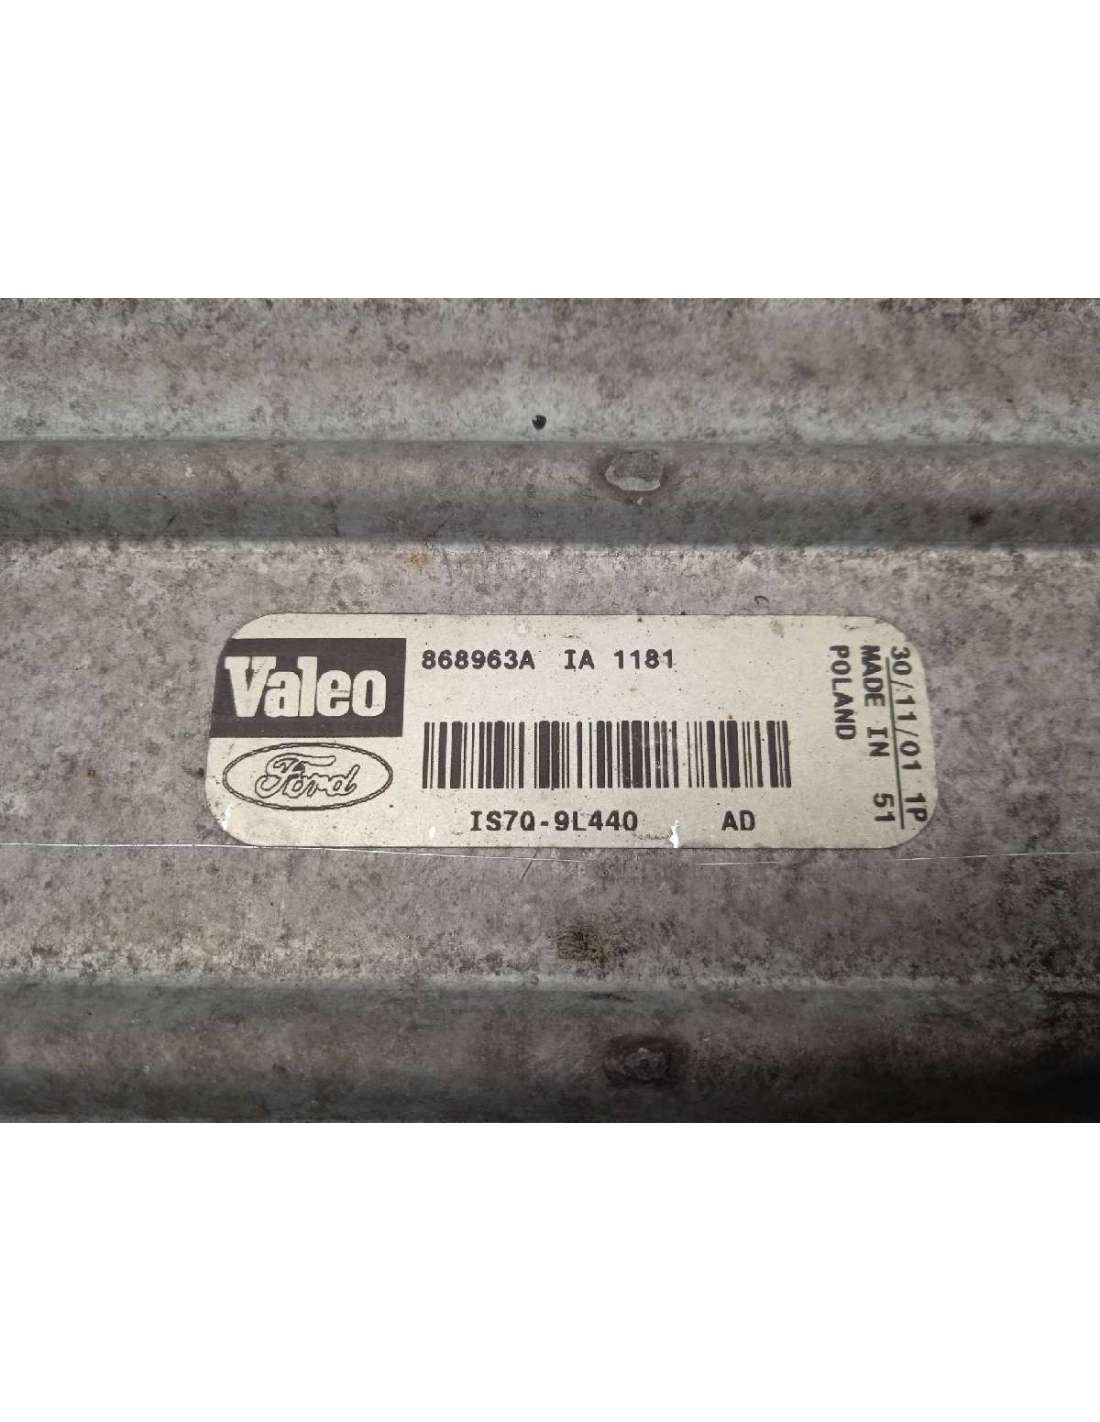 Valeo
Ford
868963A IA 1181
IS7Q-9L440 AD
30/11/01 1P
MADE IN 51
POLAND